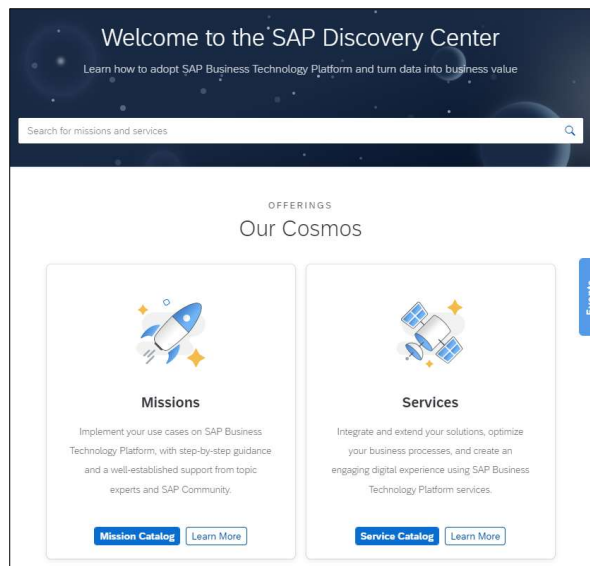 Welcome to the SAP Discovery Center
Learn how to adopt SAP Business Technology Platform and turn data into business value
Search for missions and services
OFFERINGS
Our Cosmos
Missions
Implement your use cases on SAP Business
Technology Platform, with step-by-step guidance
and a well-established support from topic
experts and SAP Community.
Mission Catalog
Learn More
Services
Integrate and extend your solutions, optimize
your business processes, and create an
engaging digital experience using SAP Business
Technology Platform services.
Service Catalog
Learn More